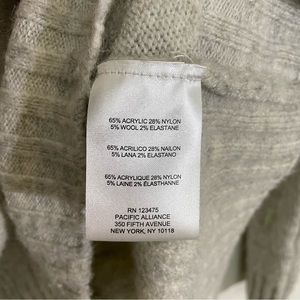 65% ACRYLIC 28% NYLON
5% WOOL 2% ELASTANE
65% ACRILICO 28% NAILON
5% LANA 2% ELASTANO
65% ACRYLIQUE 28% NYLON
5% LAINE 2% ÉLASTHANNE
RN 123475
PACIFIC ALLIANCE
350 FIFTH AVENUE
NEW YORK, NY 10118